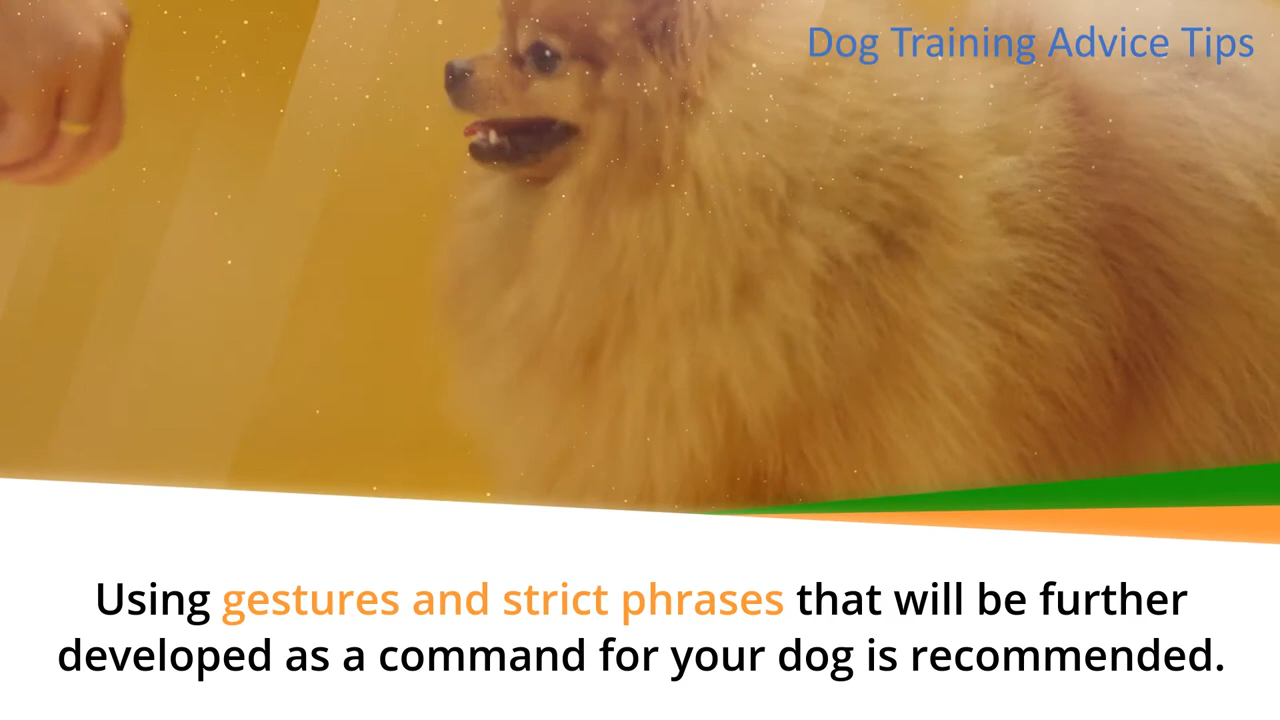 Dog Training Advice Tips
Using gestures and strict phrases that will be further
developed as a command for your dog is recommended.